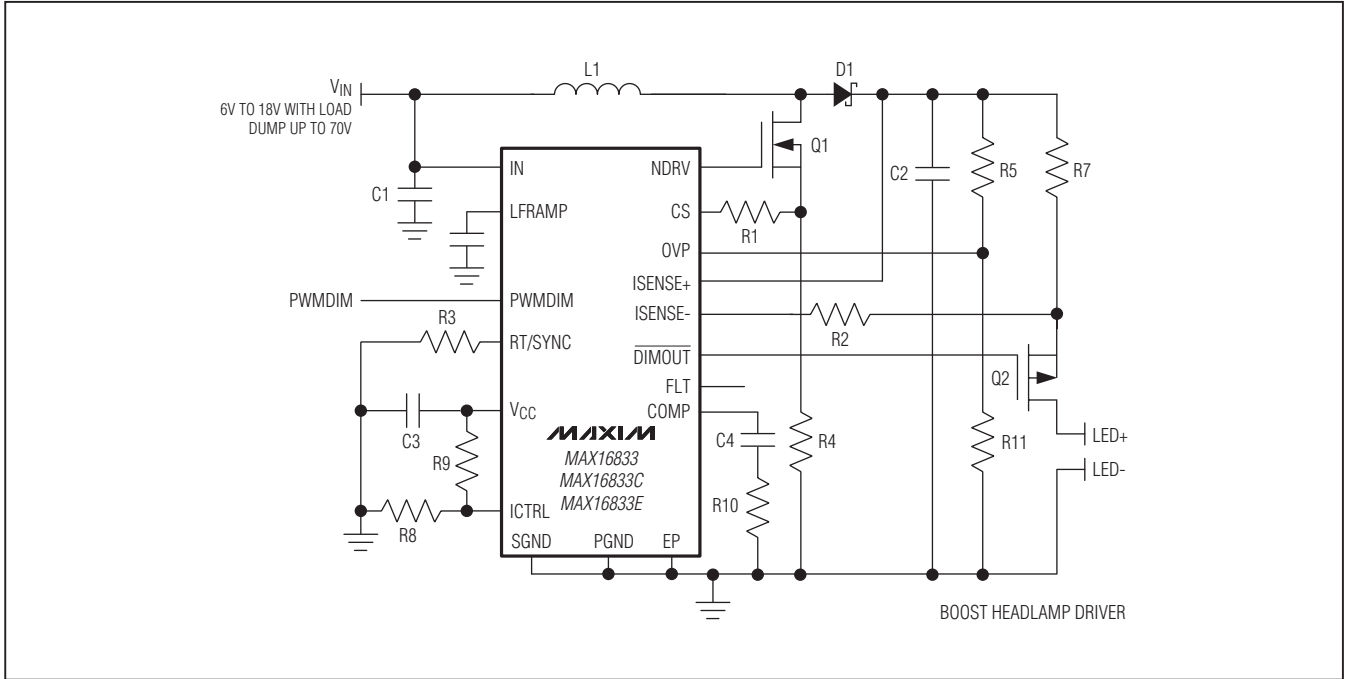 VIN
6V TO 18V WITH LOAD
DUMP UP TO 70V
L1
D1
Q1
C1
IN
NDRV
C2
R5
R7
LFRAMP
CS
R1
OVP
ISENSE+
PWMDIM
PWMDIM
ISENSE-
R2
R3
RT/SYNC
DIMOUT
Q2
FLT
VCC
COMP
C3
MAXIM
C4
R4
R11
LED+
MAX16833
R9
MAX16833C
LED-
MAX16833E
R10
ICTRL
R8
SGND
PGND
EP
BOOST HEADLAMP DRIVER